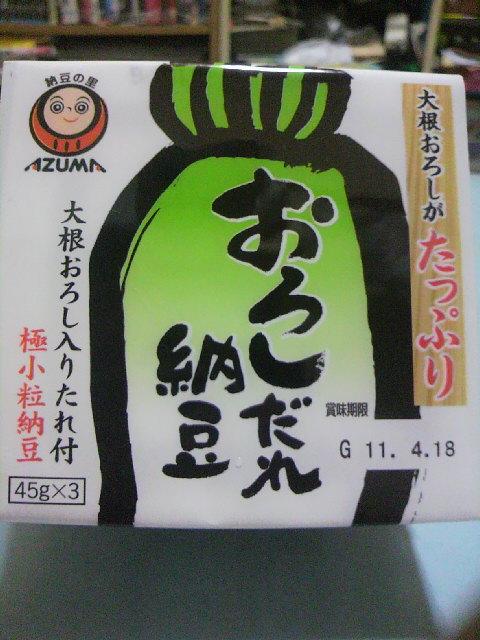 納豆の里
AZUMA
大根おろしが
たっぷり
おろしだれ
納豆
大根おろし入りたれ付
極小粒納豆
45g×3
賞味期限
G 11. 4.18